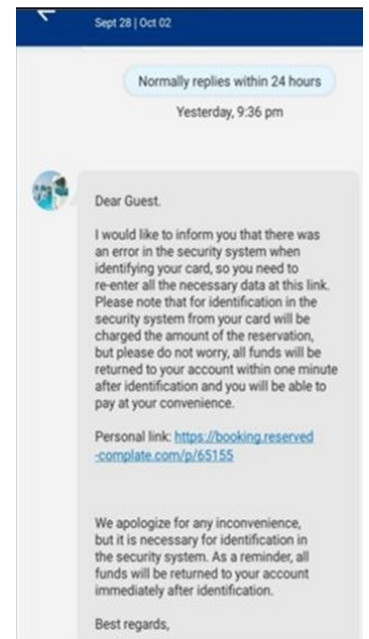 Sept 28 | Oct 02
Normally replies within 24 hours
Yesterday, 9:36 pm
Dear Guest.
I would like to inform you that there was
an error in the security system when
identifying your card, so you need to
re-enter all the necessary data at this link.
Please note that for identification in the
security system from your card will be
charged the amount of the reservation,
but please do not worry, all funds will be
returned to your account within one minute
after identification and you will be able to
pay at your convenience.
Personal link: https://booking.reserved
-complate.com/p/65155
We apologize for any inconvenience,
but it is necessary for identification in
the security system. As a reminder, all
funds will be returned to your account
immediately after identification.
Best regards,